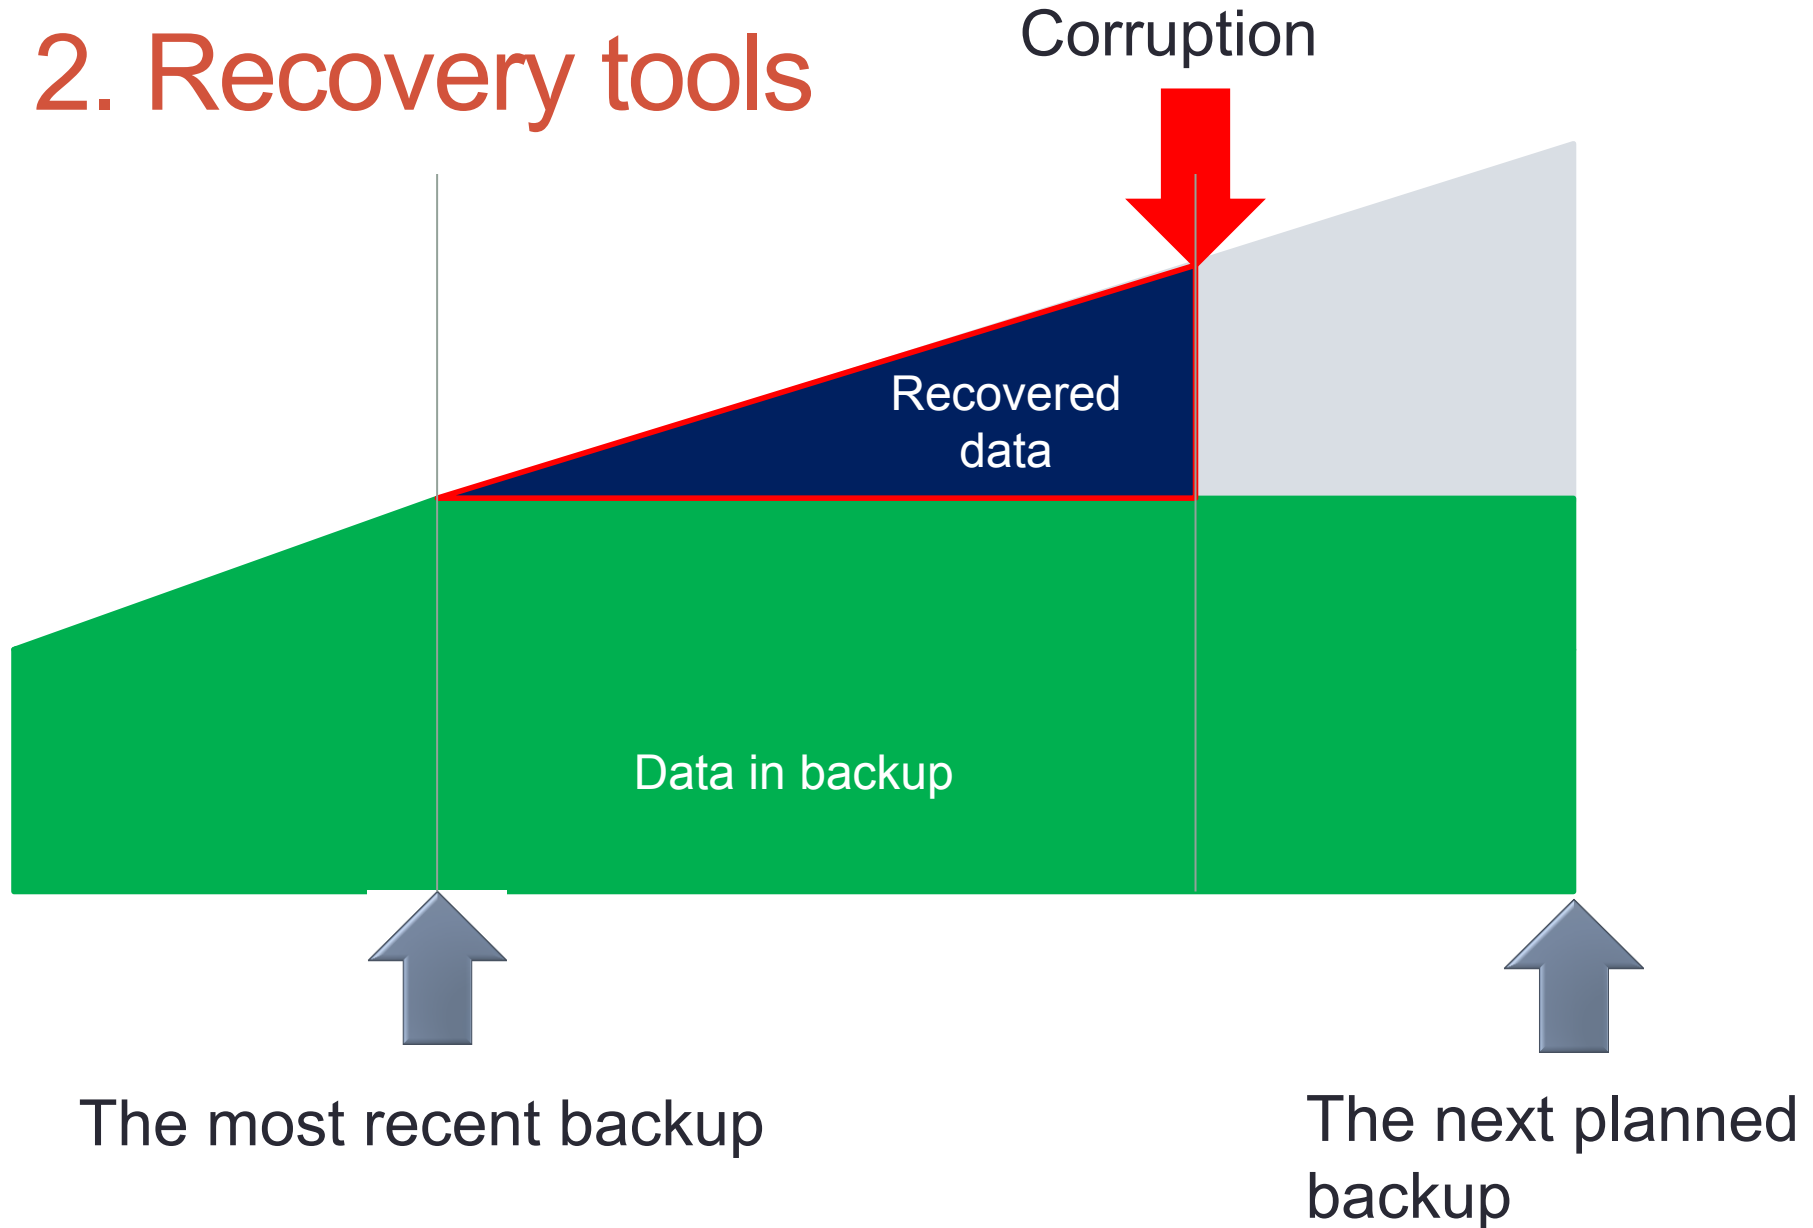 2. Recovery tools
Corruption
Recovered
data
Data in backup
The most recent backup
The next planned
backup